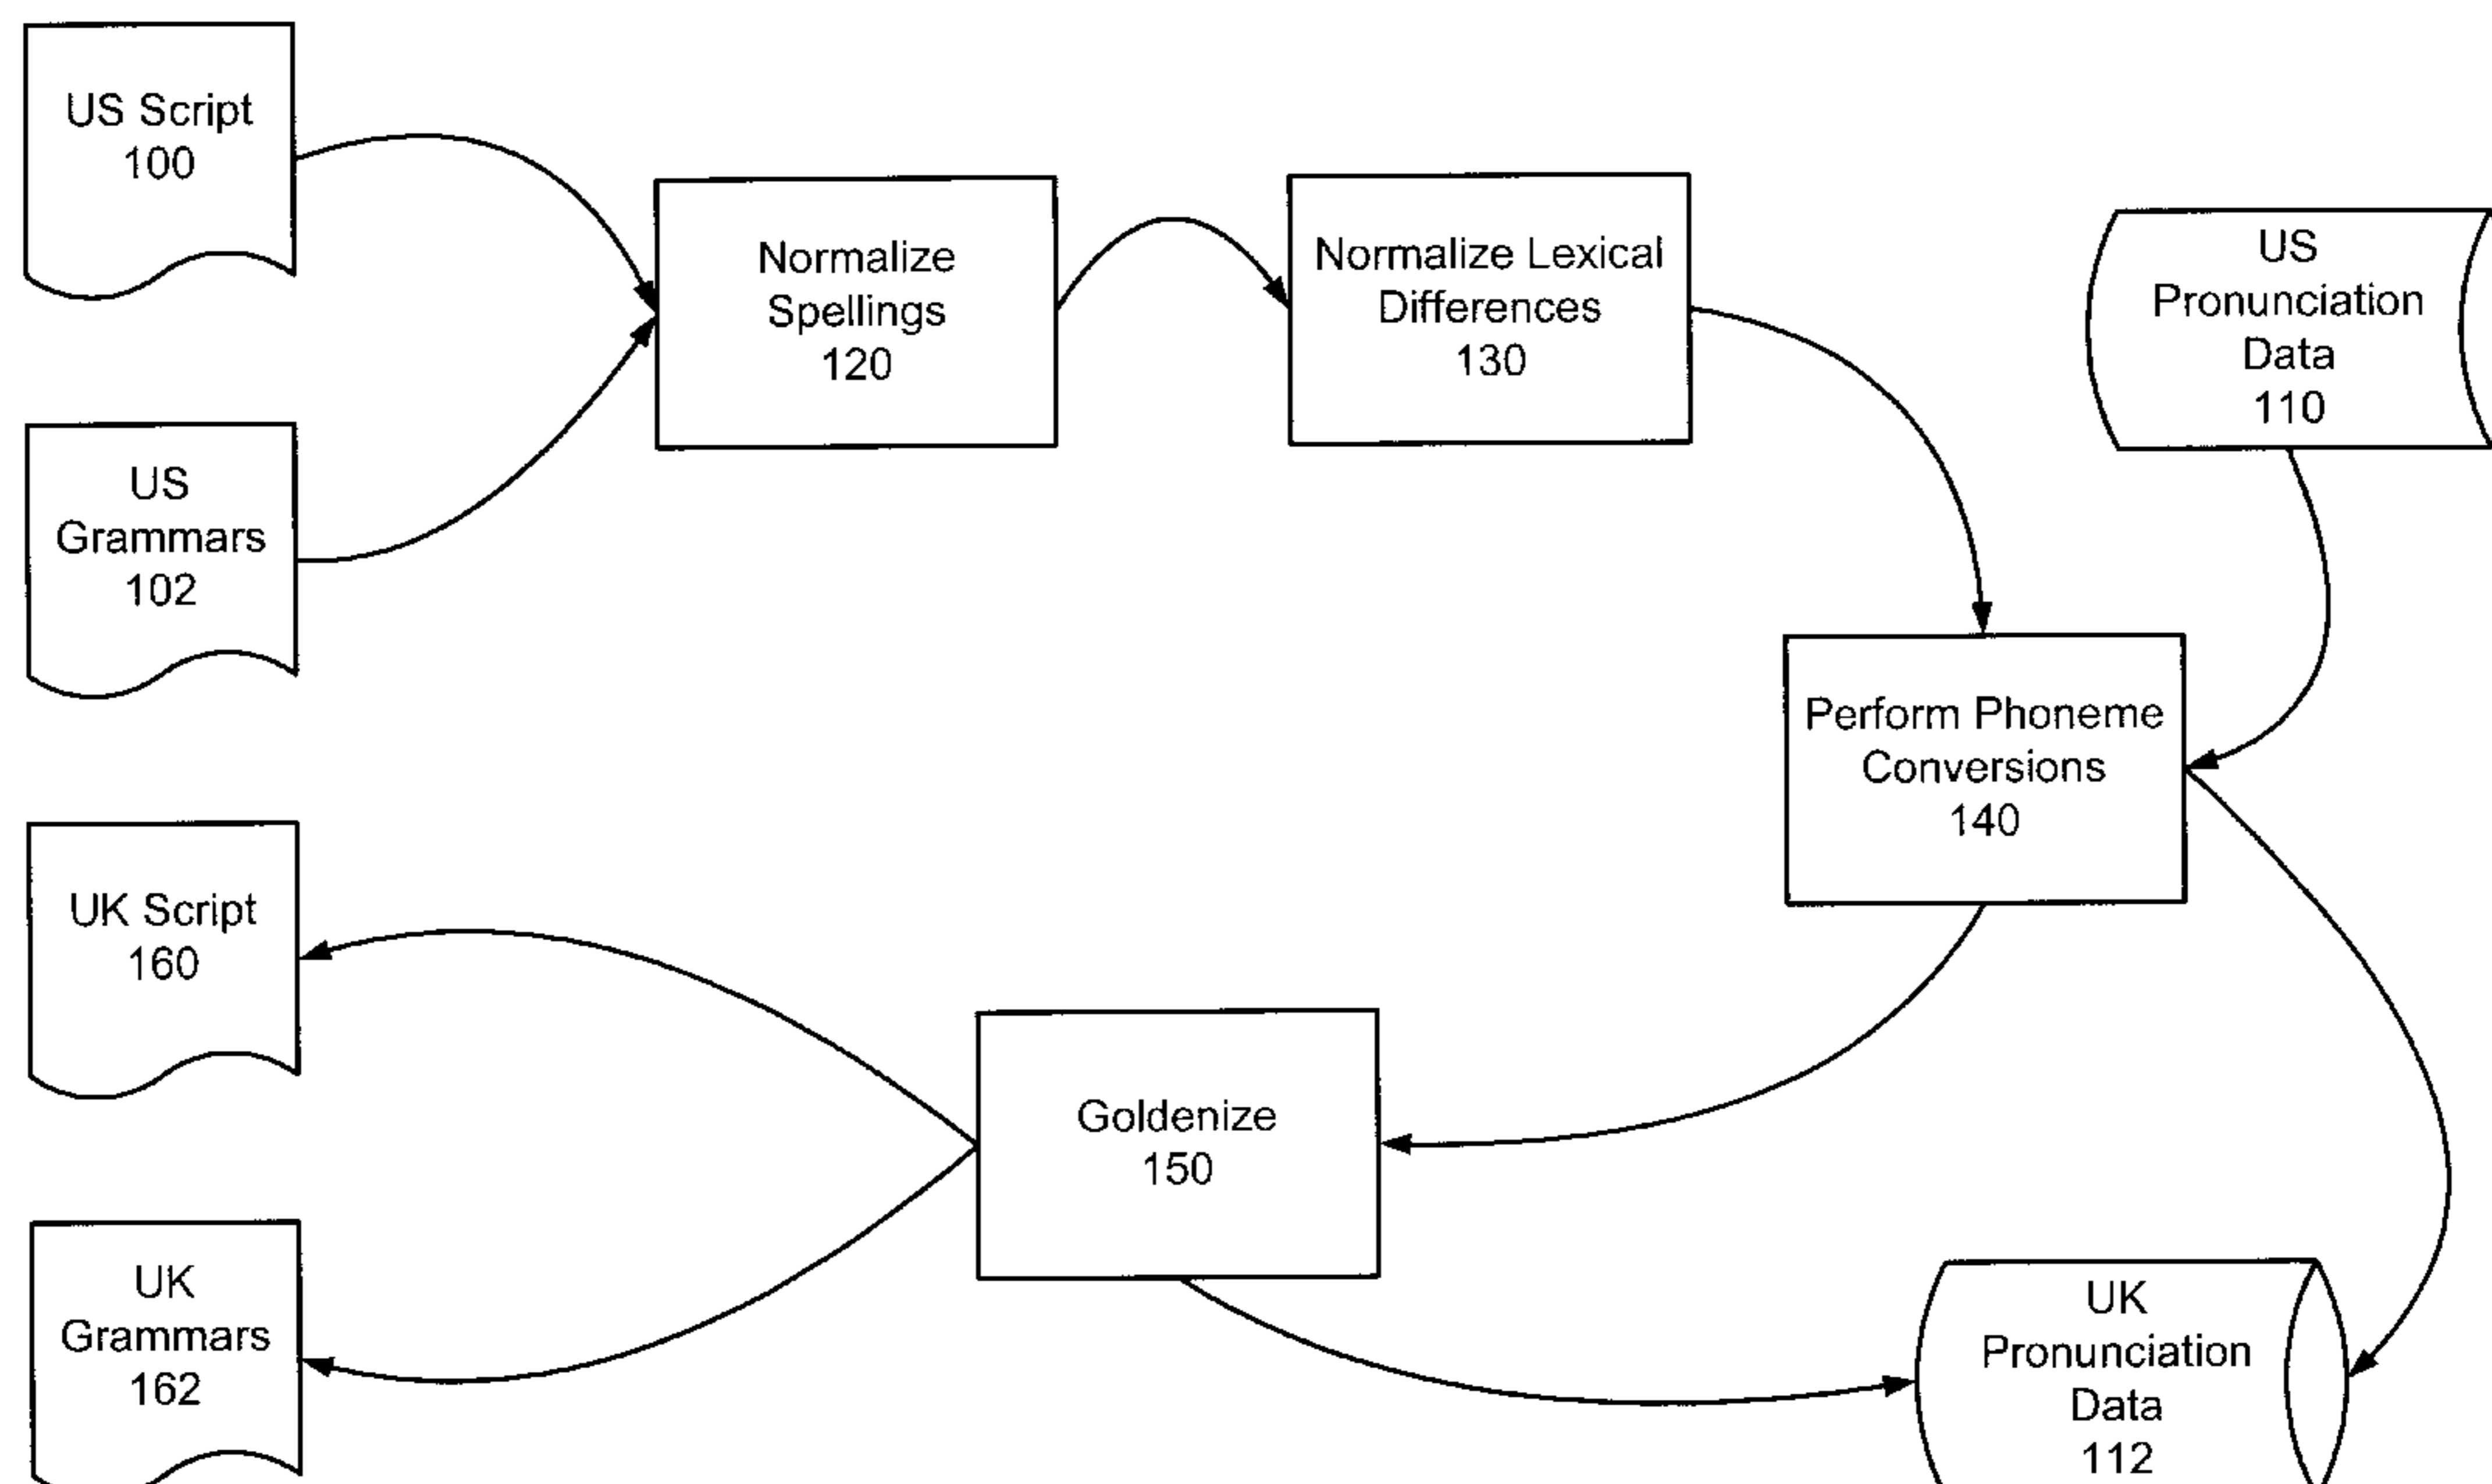 US Script
100
US
Grammars
102
Normalize
Spellings
120
Normalize Lexical
Differences
130
US
Pronunciation
Data
110
Perform Phoneme
Conversions
140
UK Script
160
Goldenize
150
UK
Grammars
162
UK
Pronunciation
Data
112